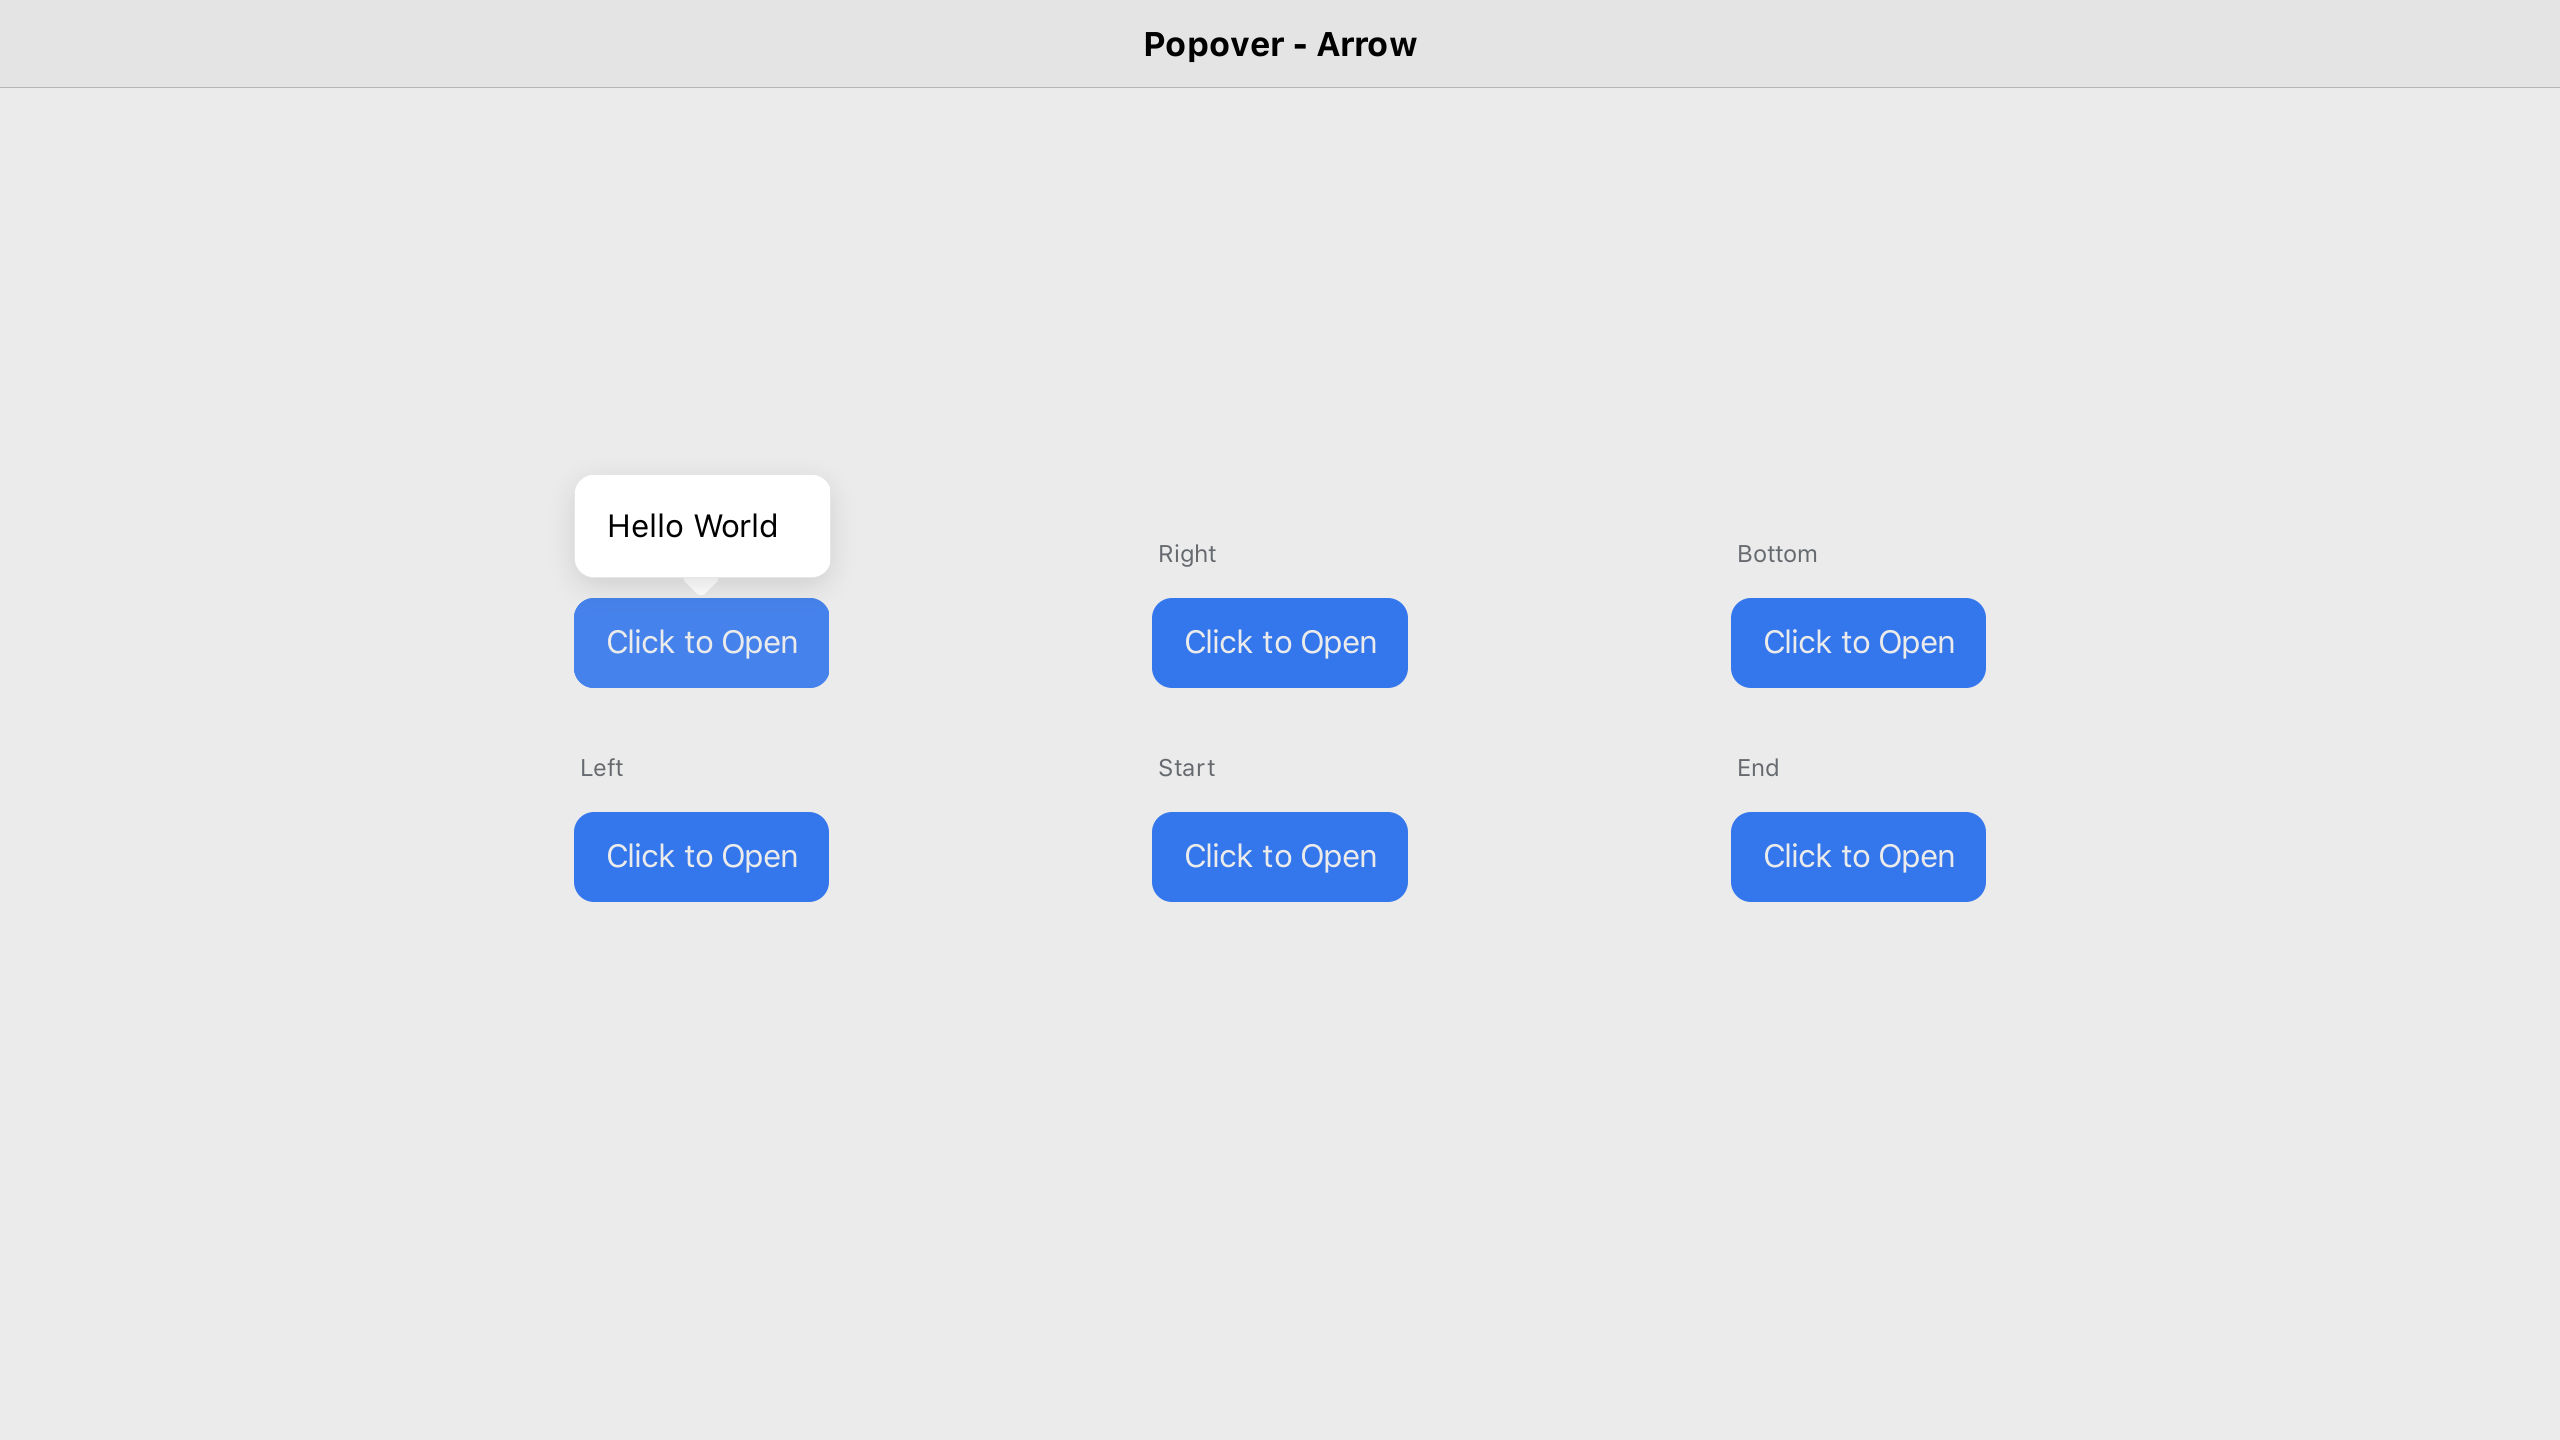 Popover - Arrow
Hello World
Right
Bottom
Click to Open
Click to Open
Click to Open
Left
Start
End
Click to Open
Click to Open
Click to Open